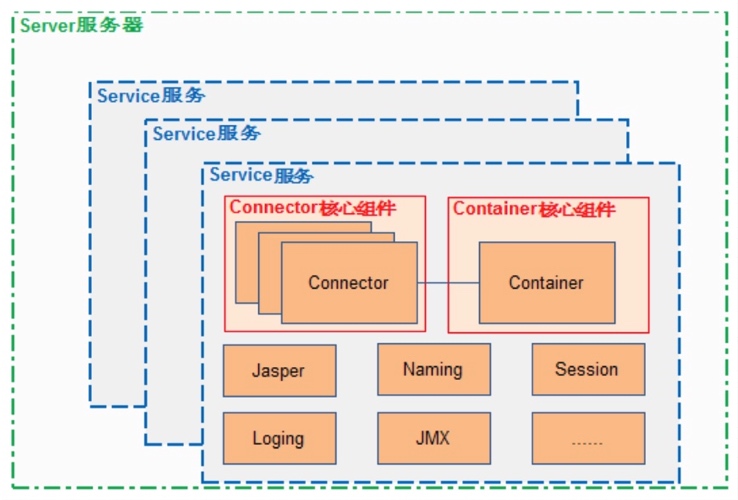 Server服务器
Service服务
Service服务
Service服务
Connector核心组件
Container核心组件
Connector
Container
Jasper
Naming
Session
Loging
JMX
......